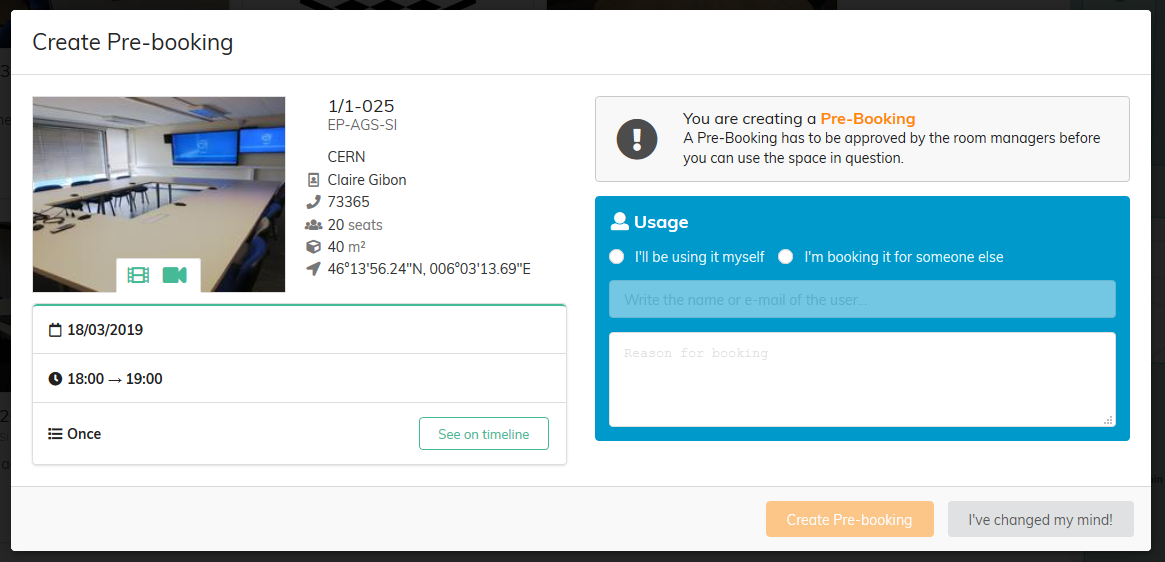 Create Pre-booking
1/1-025
EP-AGS-SI
CERN
Claire Gibon
73365
20 seats
40 m²
46°13'56.24"N, 006°03'13.69"E
18/03/2019
18:00 → 19:00
Once
See on timeline
You are creating a Pre-Booking
A Pre-Booking has to be approved by the room managers before
you can use the space in question.
Usage
I'll be using it myself
I'm booking it for someone else
Write the name or e-mail of the user...
Reason for booking
Create Pre-booking
I've changed my mind!